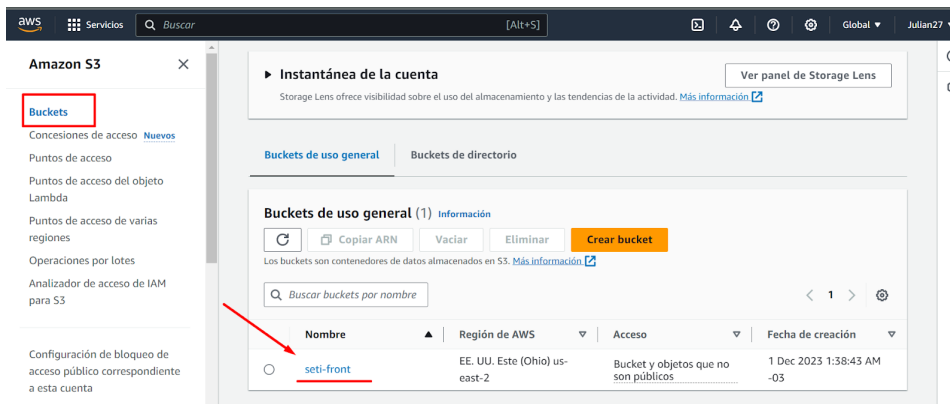 aws
Servicios
Buscar
[Alt+S]
Global
Julian27
Amazon S3
Buckets
Concesiones de acceso Nuevos
Puntos de acceso
Puntos de acceso del objeto
Lambda
Puntos de acceso de varias
regiones
Operaciones por lotes
Analizador de acceso de IAM
para S3
Configuración de bloqueo de
acceso público correspondiente
a esta cuenta
Instantánea de la cuenta
Ver panel de Storage Lens
Storage Lens ofrece visibilidad sobre el uso del almacenamiento y las tendencias de la actividad. Más información
Buckets de uso general
Buckets de directorio
Buckets de uso general (1) Información
Copiar ARN
Vaciar
Eliminar
Crear bucket
Los buckets son contenedores de datos almacenados en S3. Más información
Buscar buckets por nombre
1
Nombre
Región de AWS
Acceso
Fecha de creación
seti-front
EE. UU. Este (Ohio) us-
east-2
Bucket y objetos que no
son públicos
1 Dec 2023 1:38:43 AM
-03